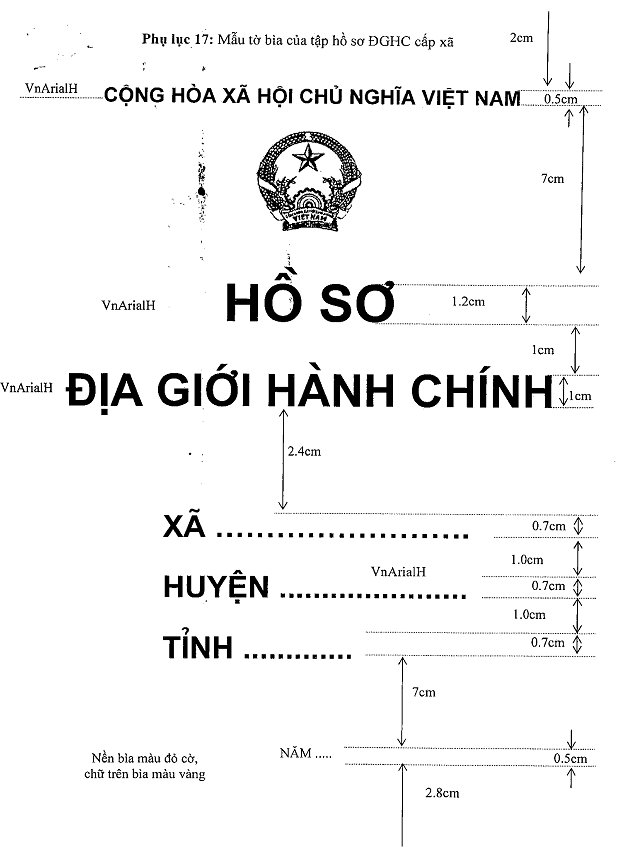 Phụ lục 17: Mẫu tờ bìa của tập hồ sơ ĐGHC cấp xã
2cm
VnArialH
CỘNG HÒA XÃ HỘI CHỦ NGHĨA VIỆT NAM
0.5cm
7cm
VIỆT NAM
VnArialH
HỒ SƠ
1.2cm
1cm
VnArialH
ĐỊA GIỚI HÀNH CHÍNH
1cm
2.4cm
XÃ ..............................
0.7cm
1.0cm
VnArialH
HUYỆN ......................
0.7cm
1.0cm
TỈNH .............
0.7cm
7cm
Nền bìa màu đỏ cờ,
chữ trên bìa màu vàng
NĂM .....
0.5cm
2.8cm